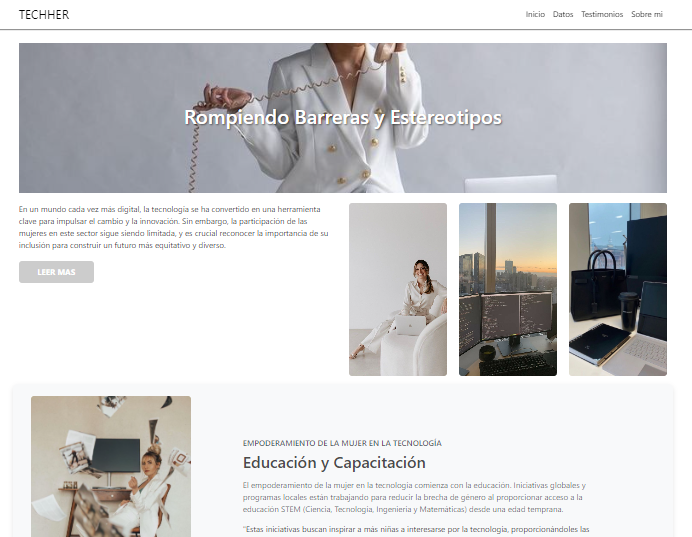 TECHHER
Inicio Datos Testimonios Sobre mi
Rompiendo Barreras y Estereotipos
En un mundo cada vez más digital, la tecnología se ha convertido en una herramienta
clave para impulsar el cambio y la innovación. Sin embargo, la participación de las
mujeres en este sector sigue siendo limitada, y es crucial reconocer la importancia de su
inclusión para construir un futuro más equitativo y diverso.
LEER MAS
EMPODERAMIENTO DE LA MUJER EN LA TECNOLOGÍA
Educación y Capacitación
El empoderamiento de la mujer en la tecnología comienza con la educación. Iniciativas globales y
programas locales están trabajando para reducir la brecha de género al proporcionar acceso a la
educación STEM (Ciencia, Tecnología, Ingeniería y Matemáticas) desde una edad temprana.
"Estas iniciativas buscan inspirar a más niñas a interesarse por la tecnología, proporcionándoles las